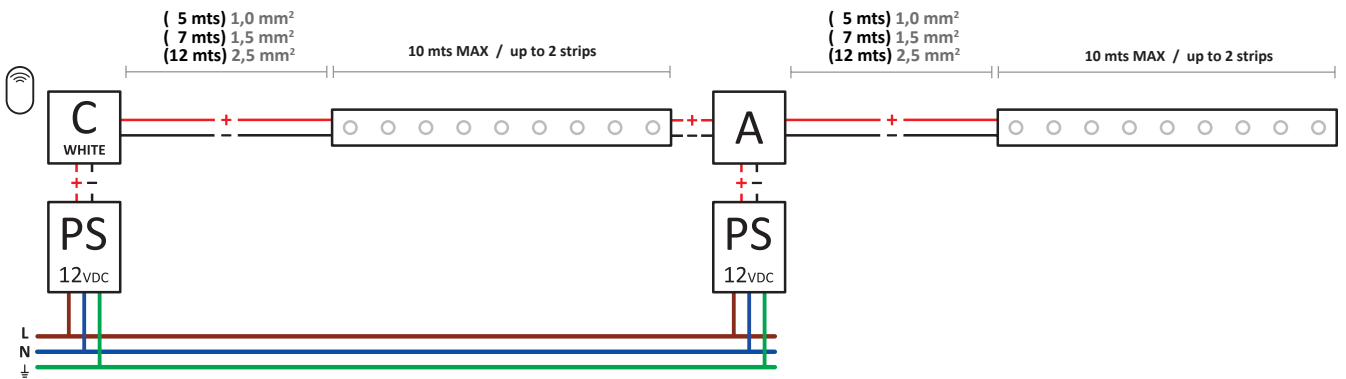 ( 5 mts) 1,0 mm²
( 7 mts) 1,5 mm²
(12 mts) 2,5 mm²
10 mts MAX / up to 2 strips
( 5 mts) 1,0 mm²
( 7 mts) 1,5 mm²
(12 mts) 2,5 mm²
10 mts MAX / up to 2 strips
C
WHITE
+
−
+
−
A
+
−
+ −
+ −
PS
12VDC
PS
12VDC
L
N